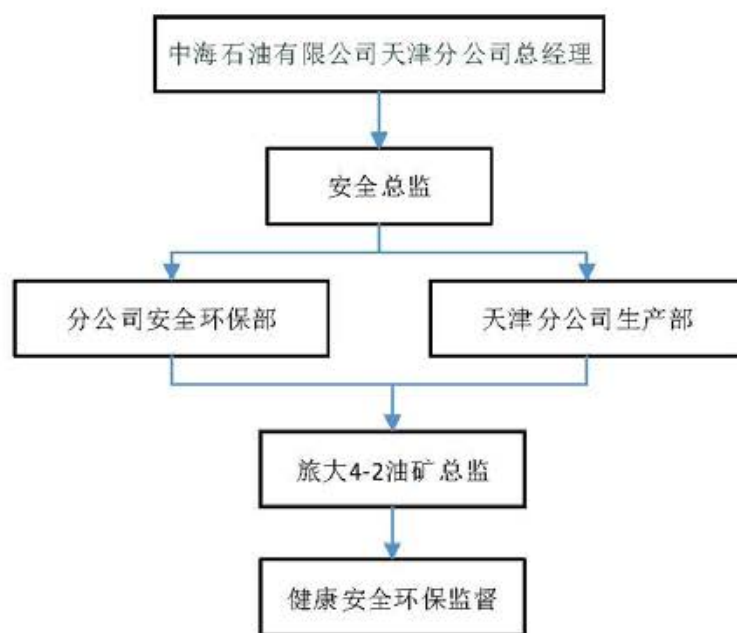 中海石油有限公司天津分公司总经理
安全总监
分公司安全环保部
天津分公司生产部
旅大4-2油矿总监
健康安全环保监督